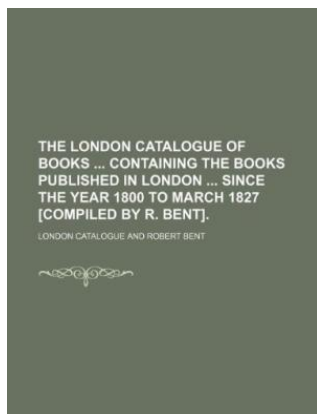 THE LONDON CATALOGUE OF
BOOKS ... CONTAINING THE BOOKS
PUBLISHED IN LONDON ... SINCE
THE YEAR 1800 TO MARCH 1827
[COMPILED BY R. BENT].
LONDON CATALOGUE AND ROBERT BENT